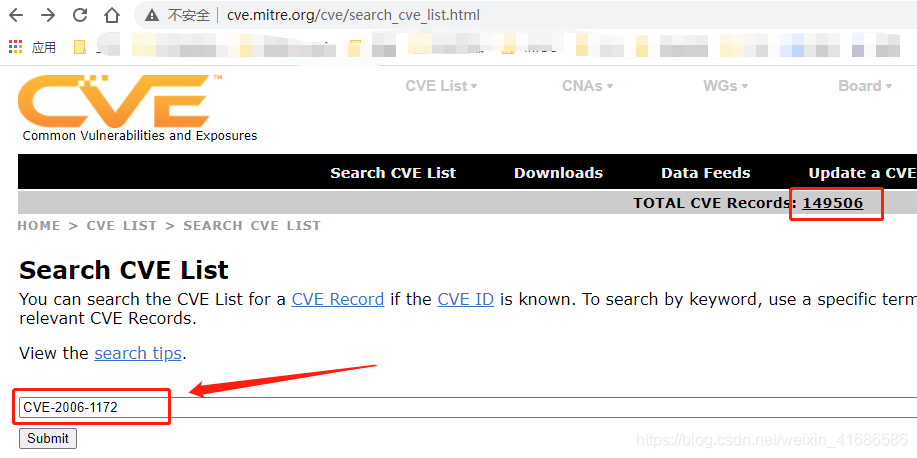 不安全 | cve.mitre.org/cve/search_cve_list.html
应用
CVE™
Common Vulnerabilities and Exposures
CVE List▾ CNAs▾ WGs▾ Board▾
Search CVE List Downloads Data Feeds Update a CVE
TOTAL CVE Records: 149506
HOME > CVE LIST > SEARCH CVE LIST
Search CVE List
You can search the CVE List for a CVE Record if the CVE ID is known. To search by keyword, use a specific term
relevant CVE Records.
View the search tips.
CVE-2006-1172
Submit
https://blog.csdn.net/weixin_41686586